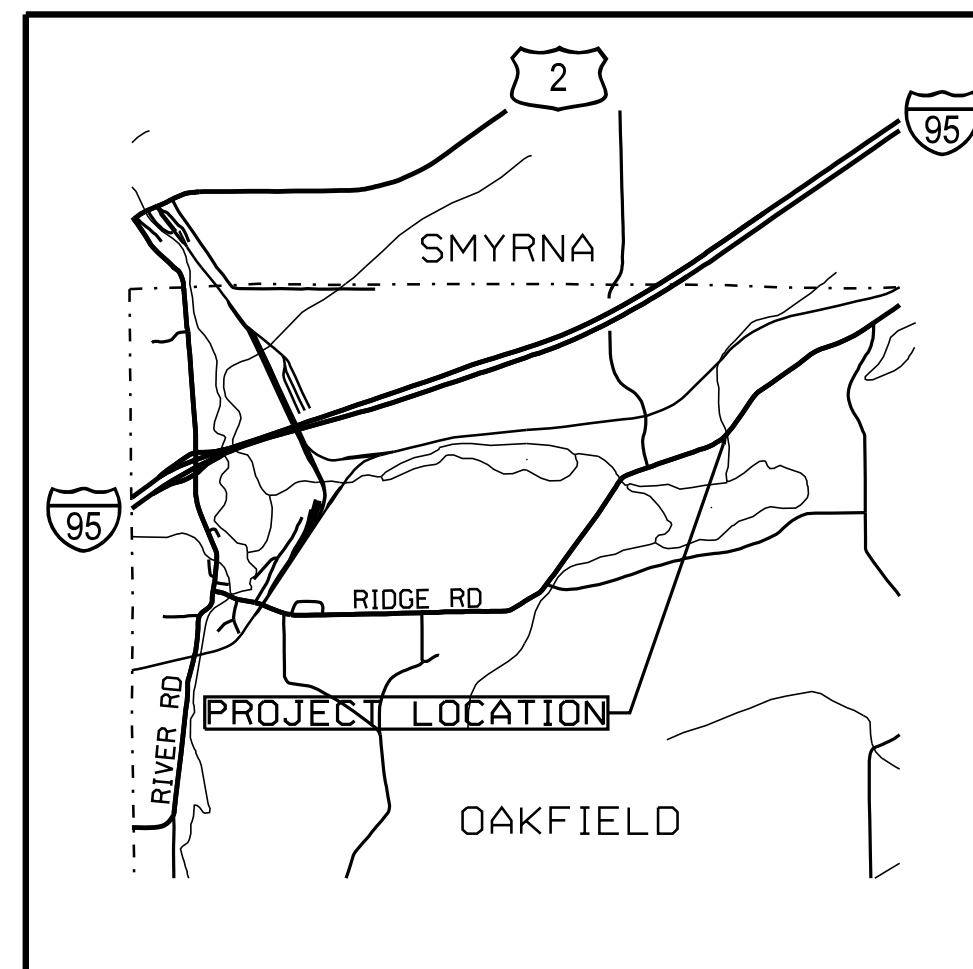 2
95
SMYRNA
95
RIDGE RD
RIVER RD
PROJECT LOCATION
OAKFIELD